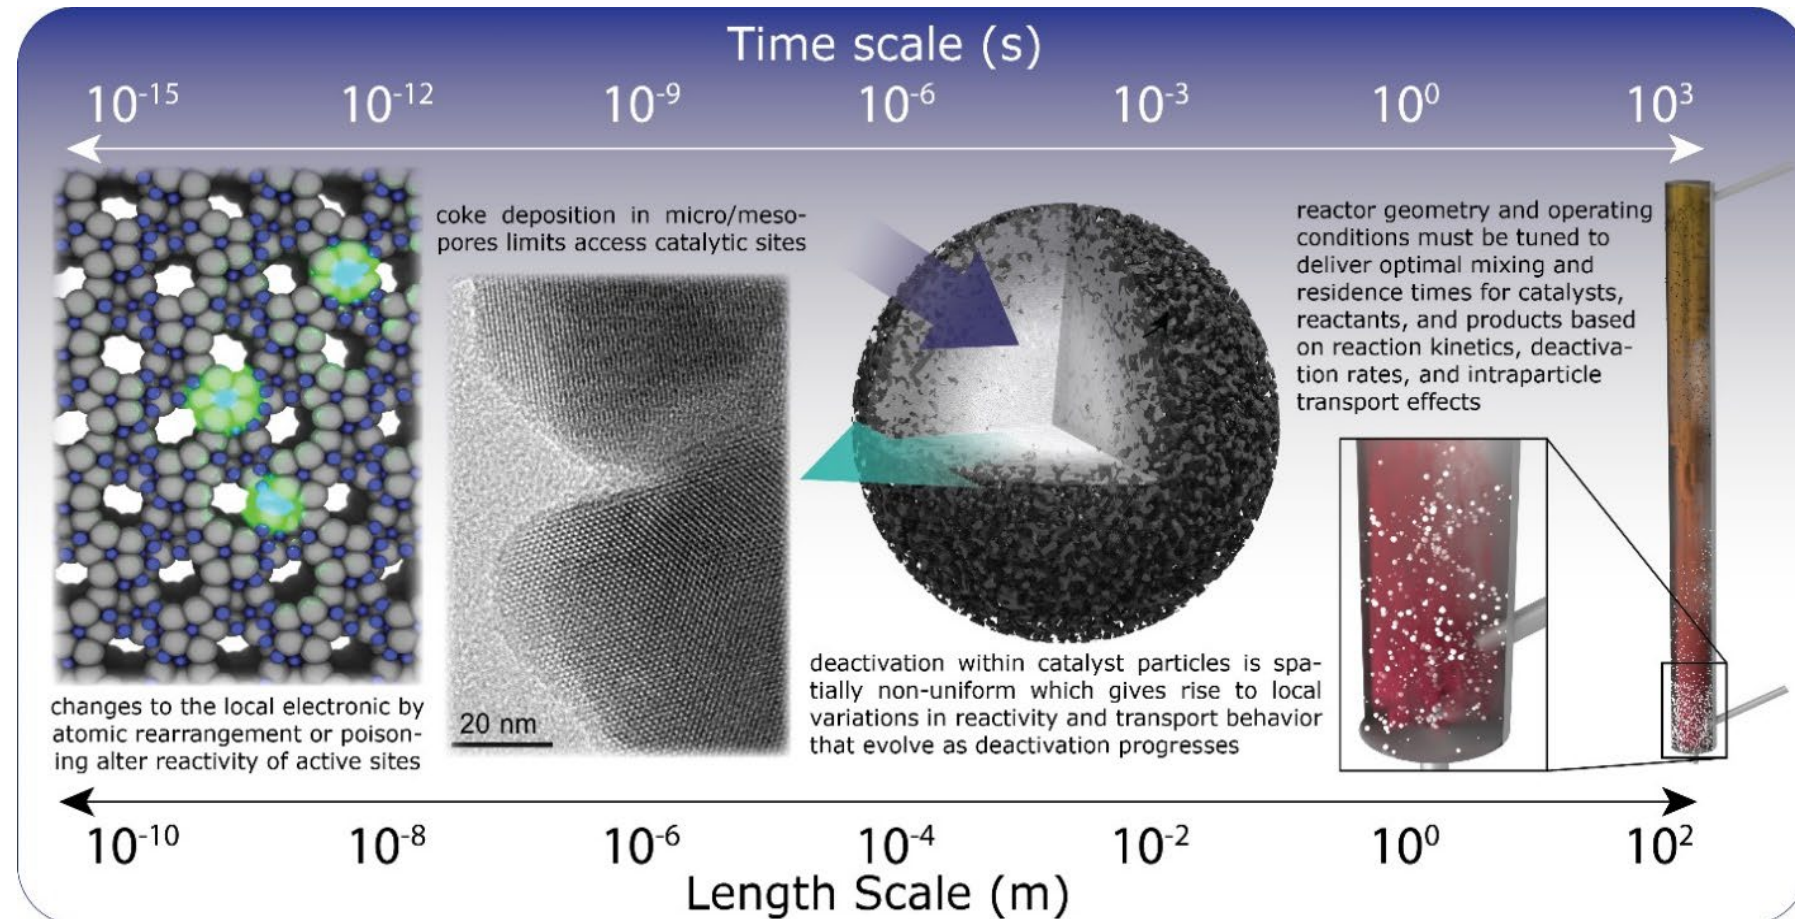 Time scale (s)
10⁻¹⁵ 10⁻¹² 10⁻⁹ 10⁻⁶ 10⁻³ 10⁰ 10³
coke deposition in micro/meso-
pores limits access catalytic sites
reactor geometry and operating
conditions must be tuned to
deliver optimal mixing and
residence times for catalysts,
reactants, and products based
on reaction kinetics, deactiva-
tion rates, and intraparticle
transport effects
changes to the local electronic by
atomic rearrangement or poison-
ing alter reactivity of active sites
20 nm
deactivation within catalyst particles is spa-
tially non-uniform which gives rise to local
variations in reactivity and transport behavior
that evolve as deactivation progresses
10⁻¹⁰ 10⁻⁸ 10⁻⁶ 10⁻⁴ 10⁻² 10⁰ 10²
Length Scale (m)